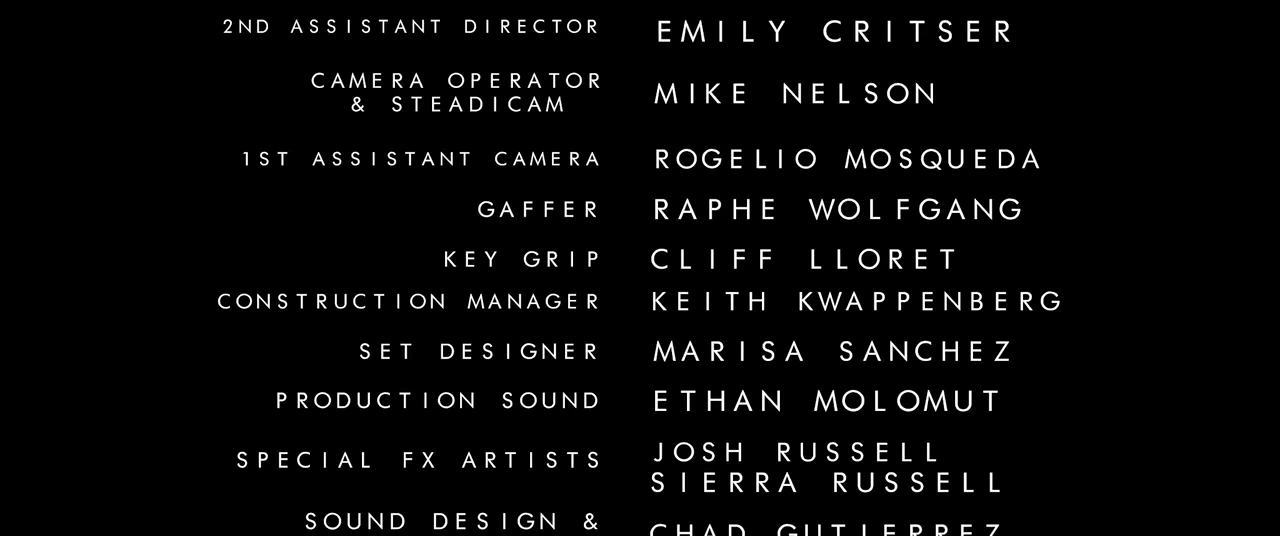 2ND ASSISTANT DIRECTOR EMILY CRITSER
CAMERA OPERATOR
& STEADICAM MIKE NELSON
1ST ASSISTANT CAMERA ROGELIO MOSQUEDA
GAFFER RAPHE WOLFGANG
KEY GRIP CLIFF LLORET
CONSTRUCTION MANAGER KEITH KWAPPENBERG
SET DESIGNER MARISA SANCHEZ
PRODUCTION SOUND ETHAN MOLOMUT
SPECIAL FX ARTISTS JOSH RUSSELL
SIERRA RUSSELL
SOUND DESIGN & CHAD GUTIERREZ